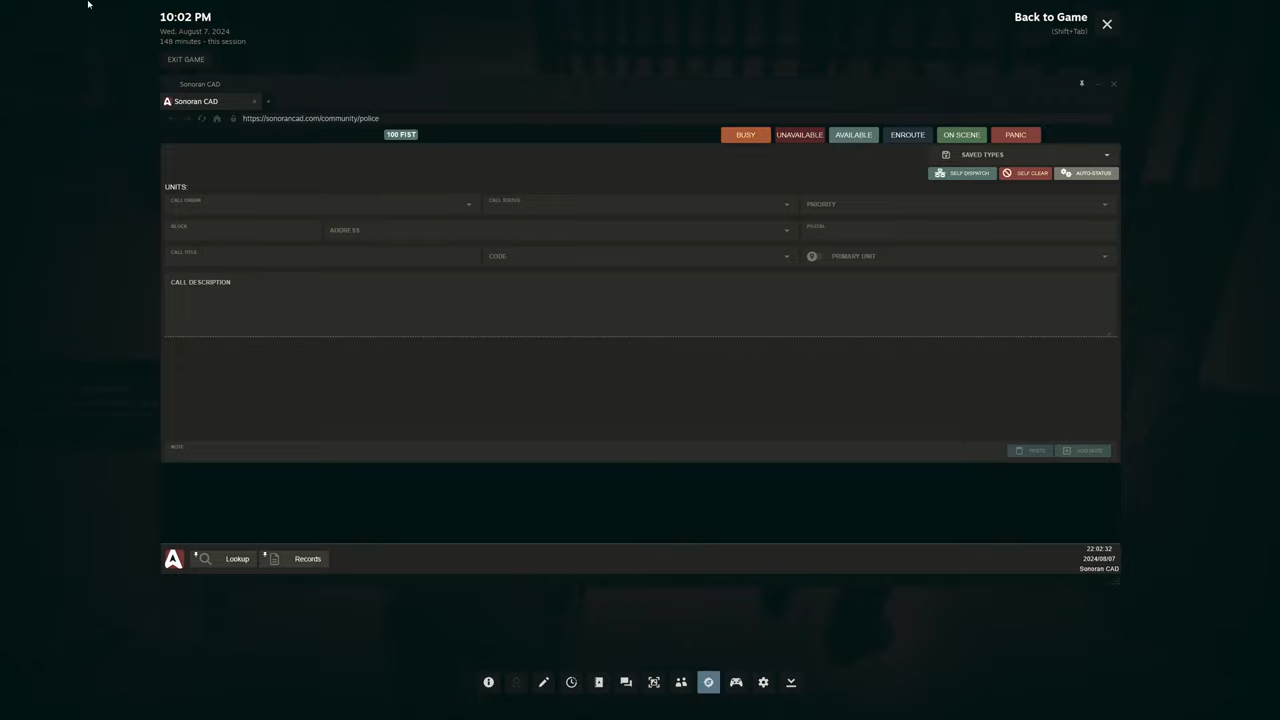 10:02 PM
Wed, August 7, 2024
148 minutes - this session
EXIT GAME
Back to Game
(Shift+Tab)
Sonoran CAD
Sonoran CAD
https://sonorancad.com/community/police
100 FIST
BUSY
UNAVAILABLE
AVAILABLE
ENROUTE
ON SCENE
PANIC
SAVED TYPES
SELF DISPATCH
SELF CLEAR
AUTO-STATUS
UNITS:
CALL ORIGIN
CALL STATUS
PRIORITY
BLOCK
ADDRESS
POSTAL
CALL TITLE
CODE
PRIMARY UNIT
CALL DESCRIPTION
NOTE
PASTE
ADD NOTE
Lookup
Records
22:02:32
2024/08/07
Sonoran CAD